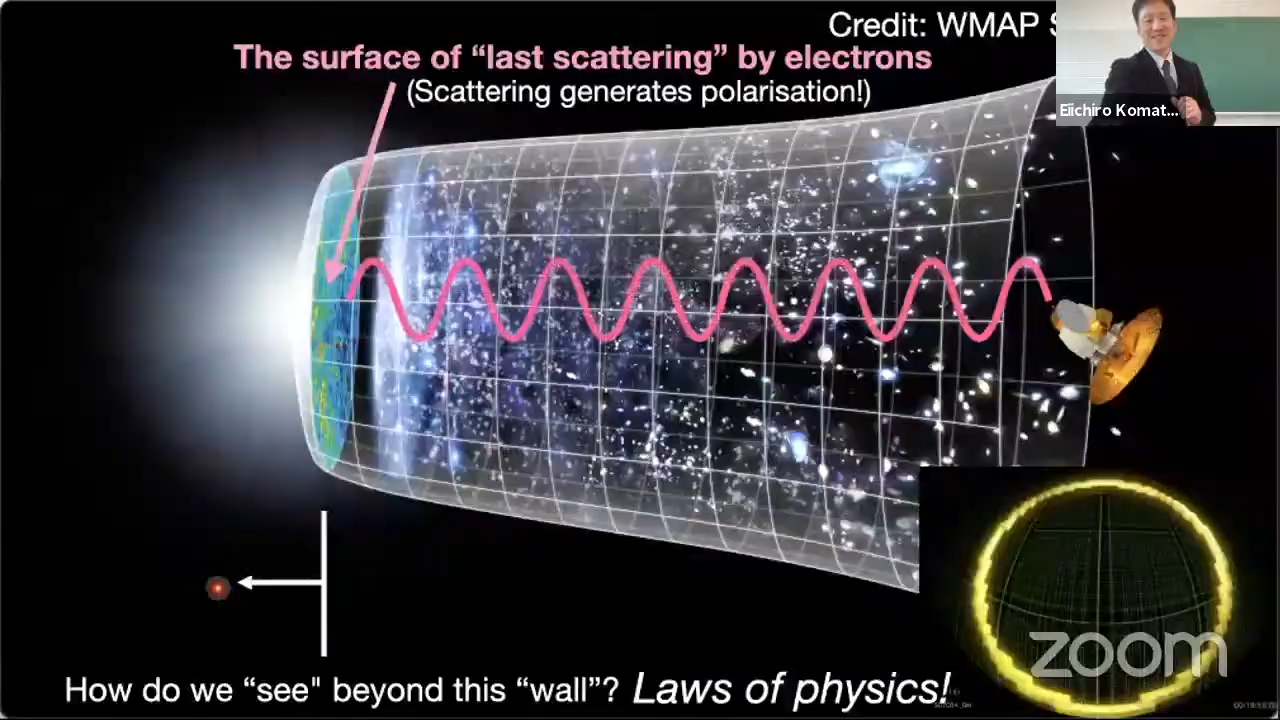 Credit: WMAP S
The surface of “last scattering” by electrons
(Scattering generates polarisation!)
Eiichiro Komat...
zoom
How do we “see" beyond this “wall”? Laws of physics!